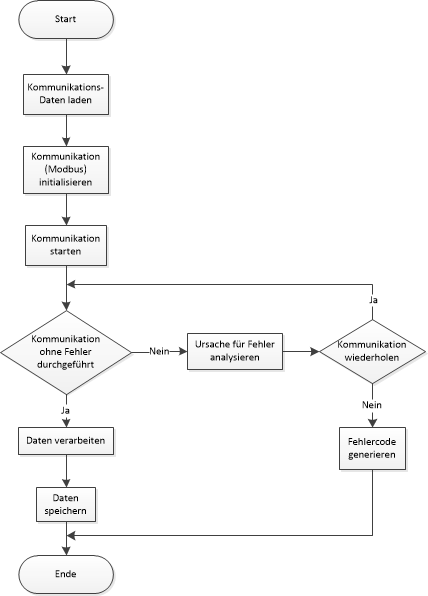 Start
Kommunikations-
Daten laden
Kommunikation
(Modbus)
initialisieren
Kommunikation
starten
Ja
Kommunikation
ohne Fehler
durchgeführt
Nein
Ursache für Fehler
analysieren
Kommunikation
wiederholen
Ja
Nein
Daten verarbeiten
Fehlercode
generieren
Daten
speichern
Ende